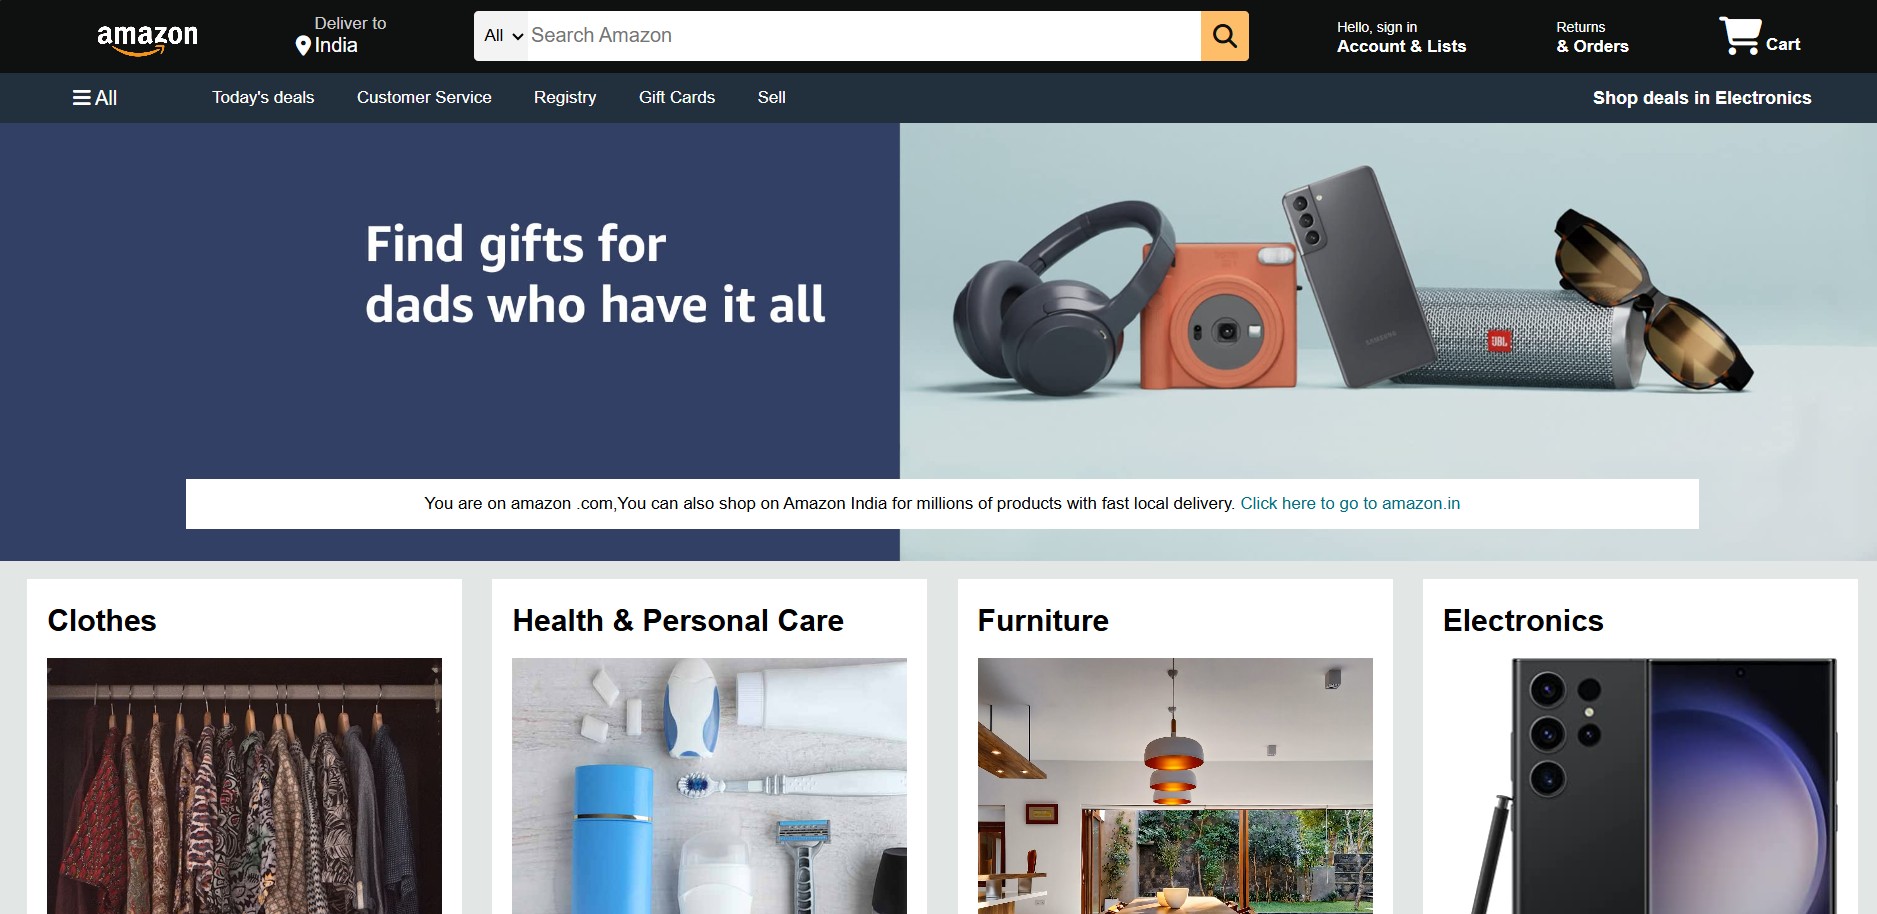 amazon
Deliver to
India
All
Search Amazon
Hello, sign in
Account & Lists
Returns
& Orders
Cart
All
Today's deals
Customer Service
Registry
Gift Cards
Sell
Shop deals in Electronics
Find gifts for
dads who have it all
SAMSUNG
JBL
You are on amazon .com,You can also shop on Amazon India for millions of products with fast local delivery. Click here to go to amazon.in
Clothes
Health & Personal Care
Furniture
Electronics